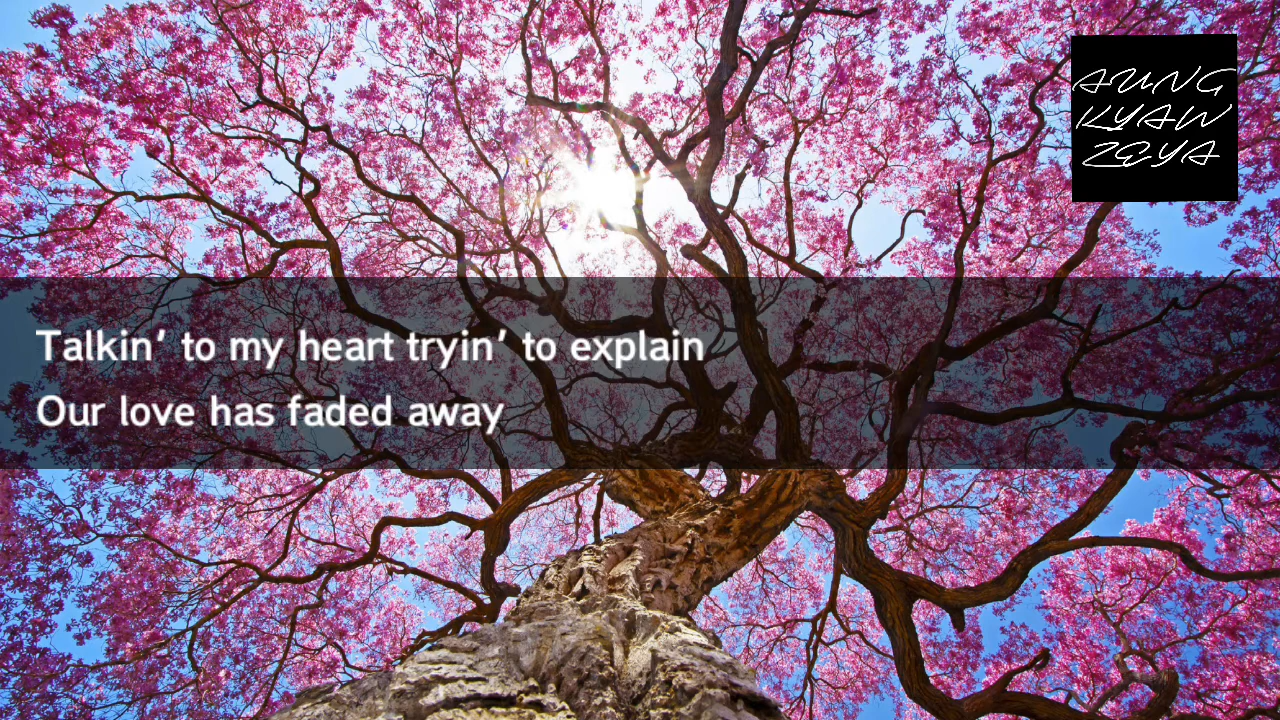 Talkin’ to my heart tryin’ to explain
Our love has faded away
AUNG
KYAW
ZEYA